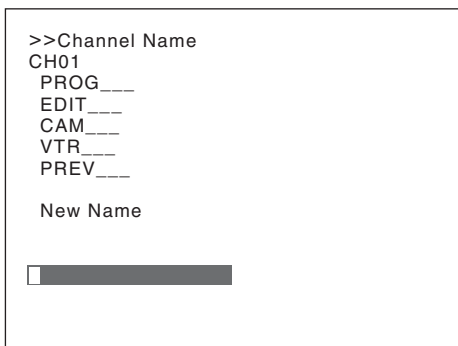 >>Channel Name
CH01
PROG___
EDIT___
CAM___
VTR___
PREV___
New Name